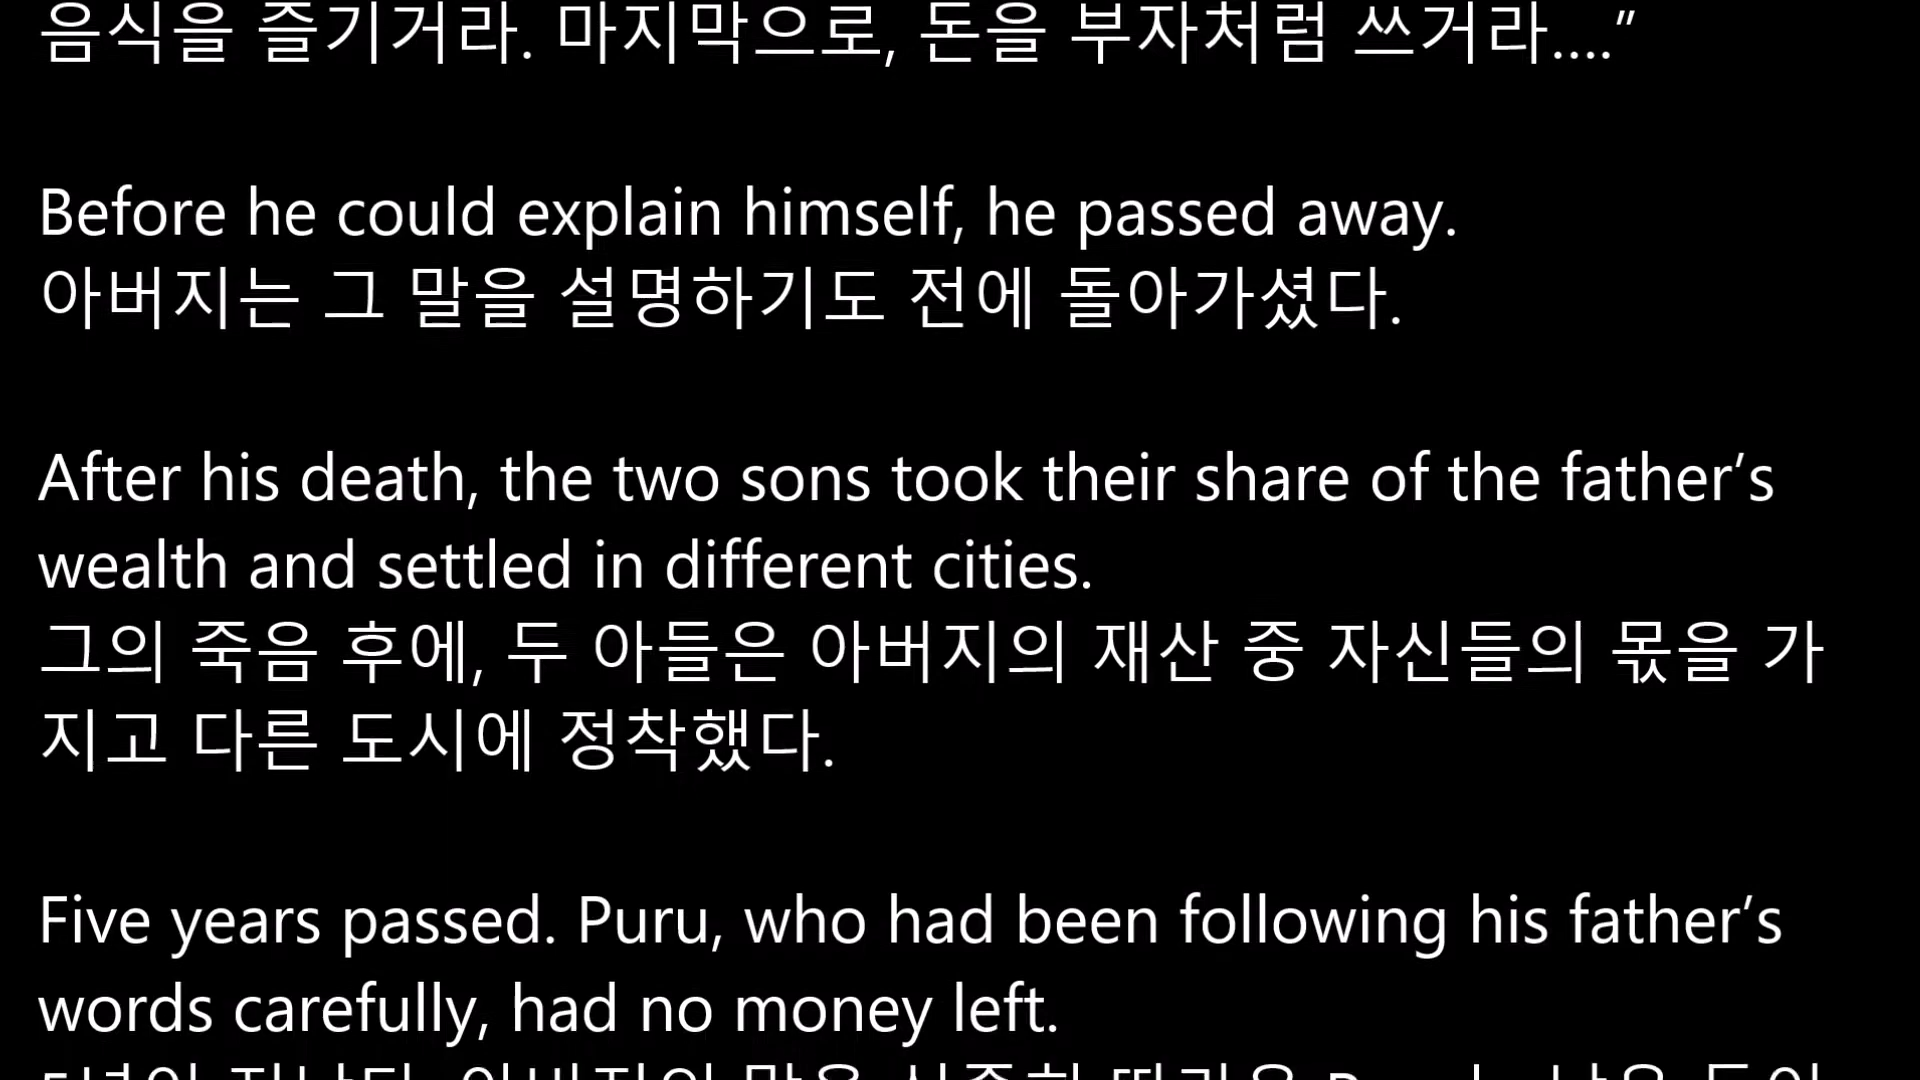 음식을 즐기거라. 마지막으로, 돈을 부자처럼 쓰거라....”
Before he could explain himself, he passed away.
아버지는 그 말을 설명하기도 전에 돌아가셨다.
After his death, the two sons took their share of the father’s
wealth and settled in different cities.
그의 죽음 후에, 두 아들은 아버지의 재산 중 자신들의 몫을 가
지고 다른 도시에 정착했다.
Five years passed. Puru, who had been following his father’s
words carefully, had no money left.